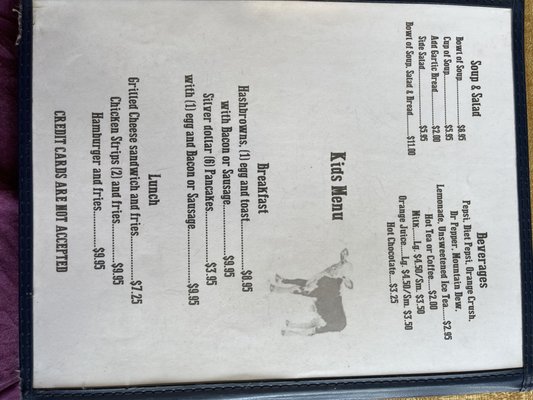 Soup & Salad
Bowl of Soup..............$8.95
Cup of Soup..............$5.95
Add Garlic Bread..........$2.00
Side Salad................$5.95
Bowl of Soup, Salad & Bread......$11.00
Beverages
Pepsi, Diet Pepsi, Orange Crush,
Dr Pepper, Mountain Dew,
Lemonade, Unsweetened Ice Tea......$2.95
Hot Tea or Coffee.....$2.00
Milk.....Lg. $4.50/Sm. $3.50
Orange Juice.....Lg. $4.50/Sm. $3.50
Hot Chocolate....$3.25
Kids Menu
Breakfast
Hashbrowns, (1) egg and toast..........$8.95
with Bacon or Sausage..............$9.95
Silver dollar (6) Pancakes..............$3.95
with (1) egg and Bacon or Sausage..............$9.95
Lunch
Grilled Cheese sandwich and fries..........$7.25
Chicken Strips (2) and fries..........$9.95
Hamburger and fries..........$9.95
CREDIT CARDS ARE NOT ACCEPTED